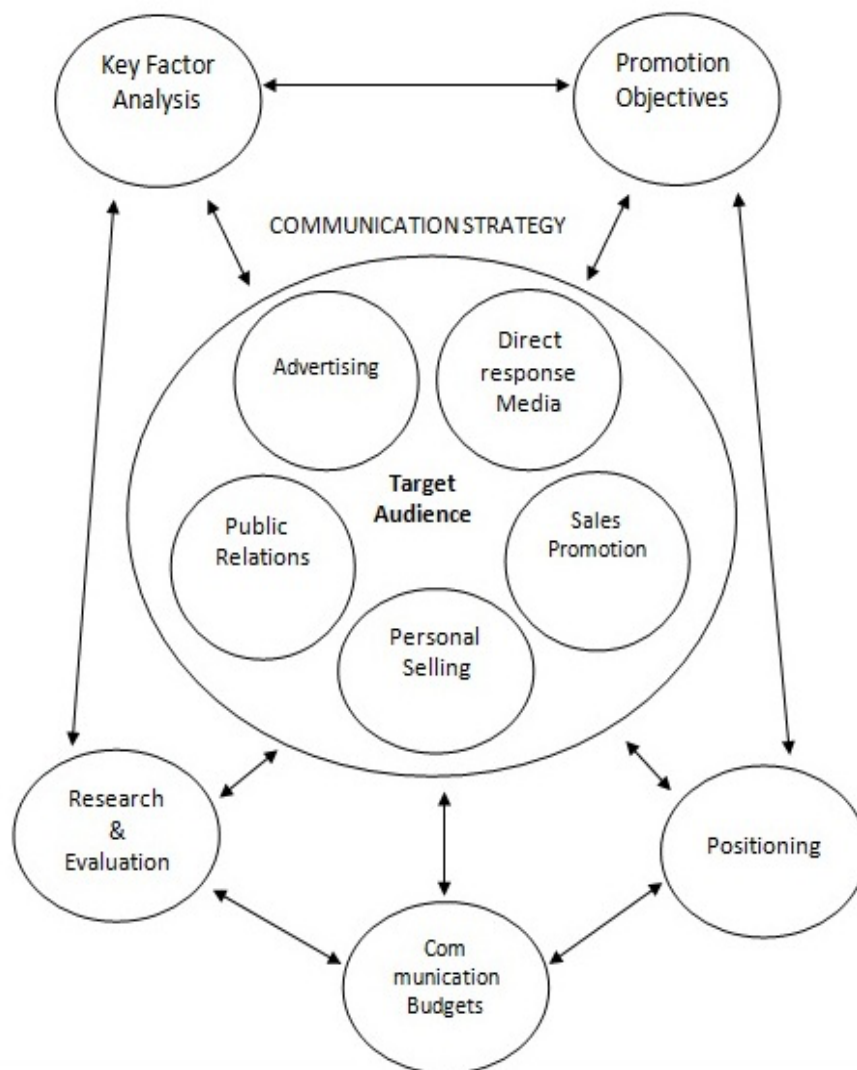 Key Factor
Analysis
Promotion
Objectives
COMMUNICATION STRATEGY
Advertising
Direct
response
Media
Target
Audience
Public
Relations
Sales
Promotion
Personal
Selling
Research
&
Evaluation
Positioning
Com
munication
Budgets